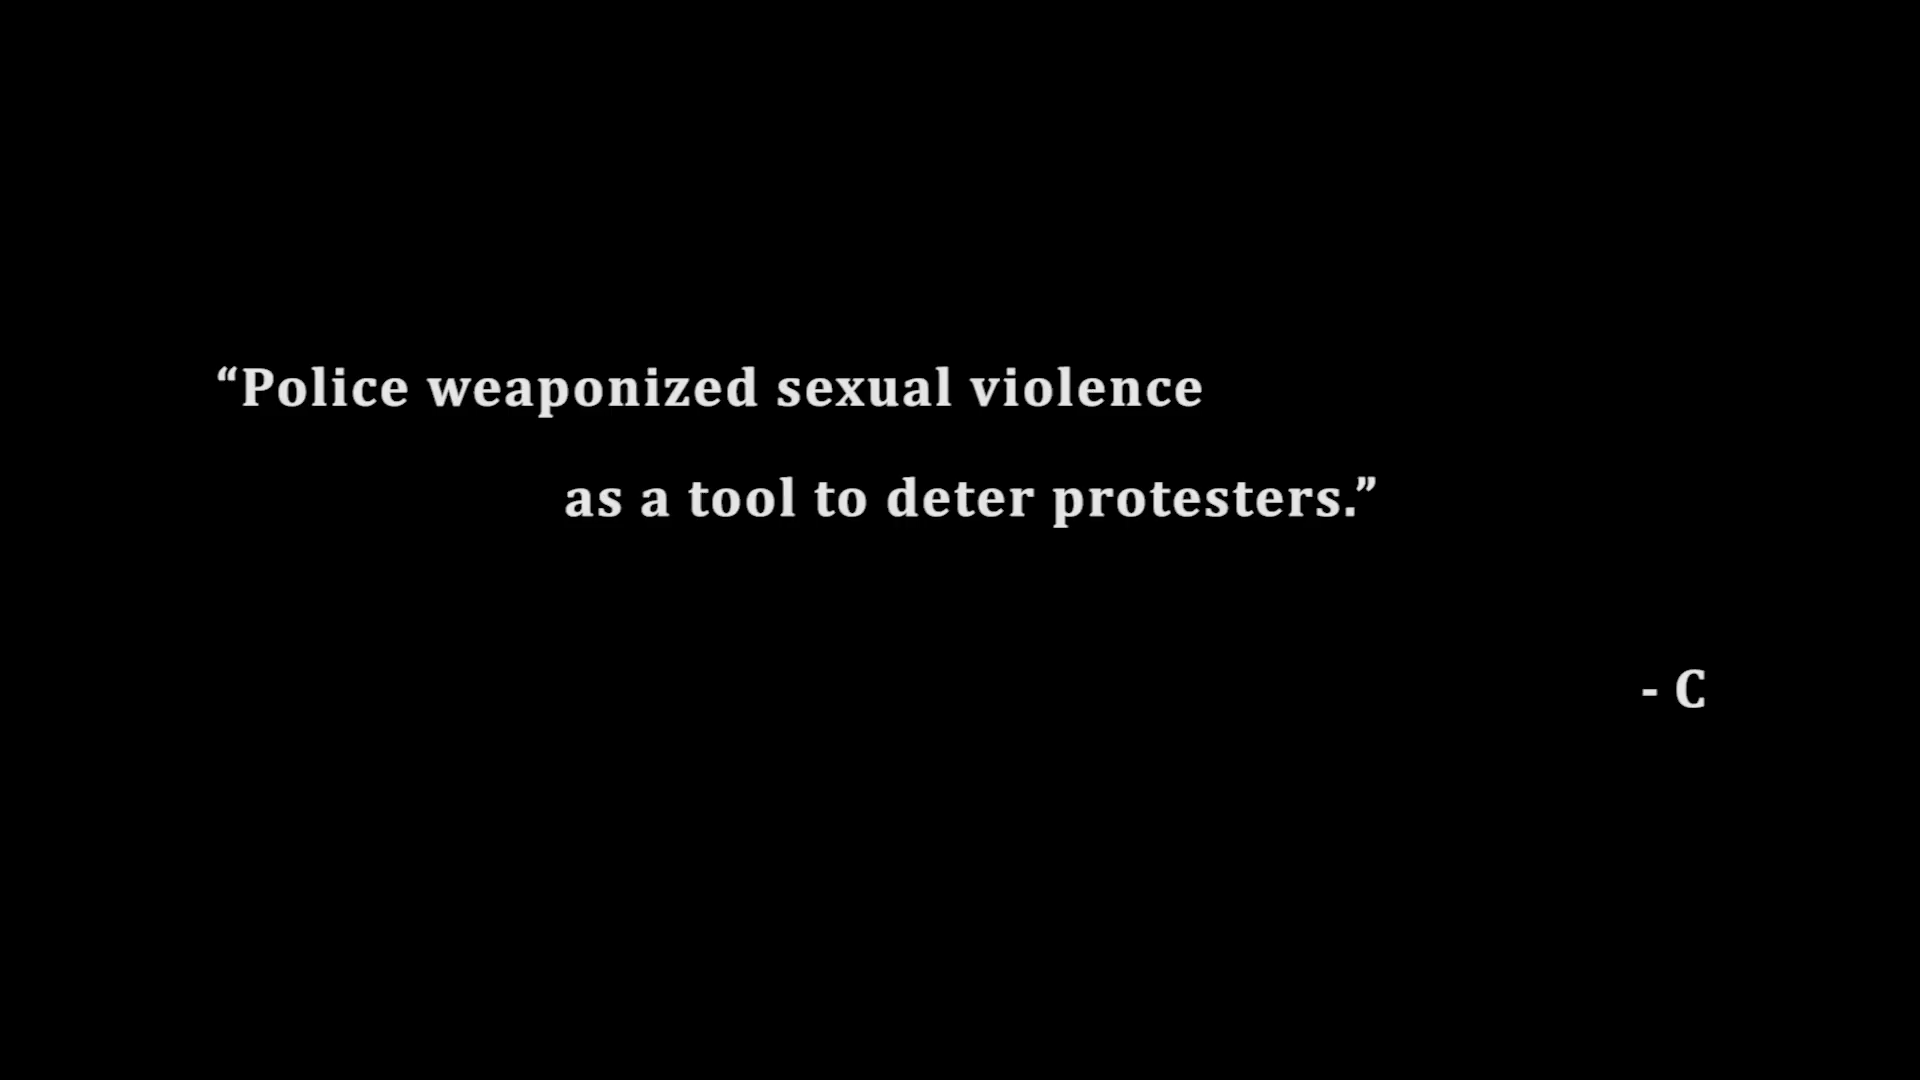 “Police weaponized sexual violence
as a tool to deter protesters.”
- C